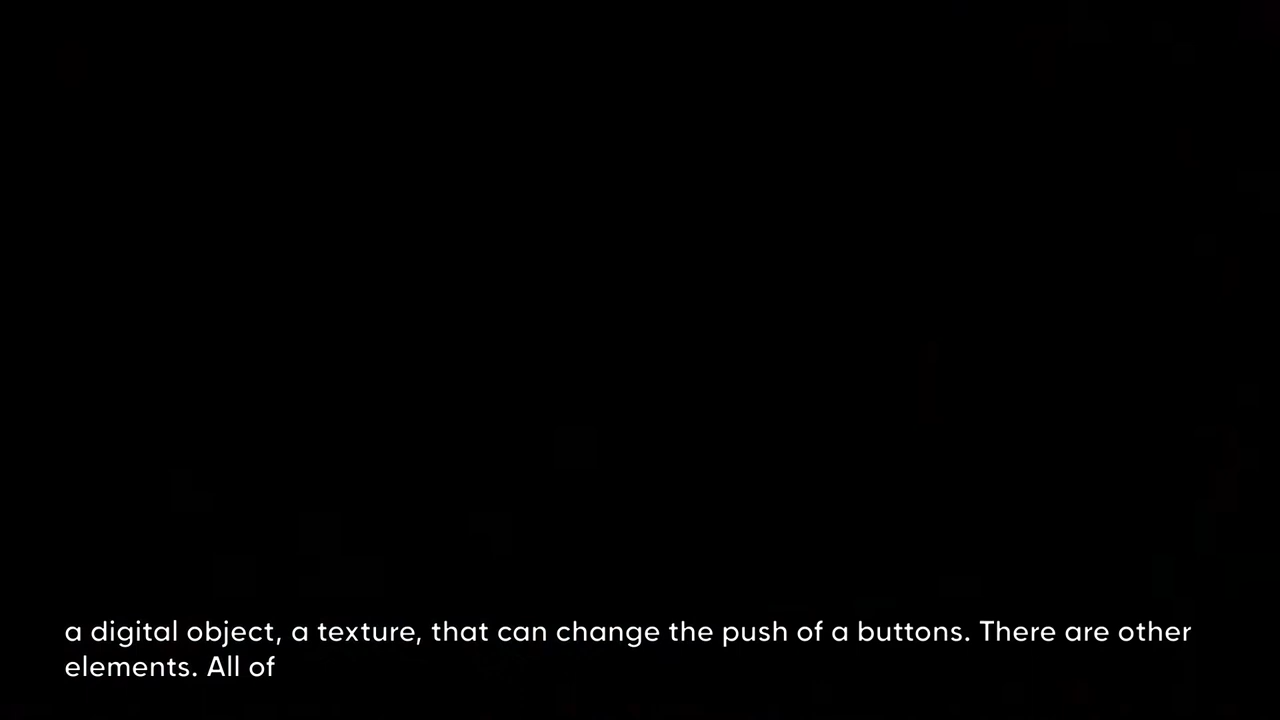 a digital object, a texture, that can change the push of a buttons. There are other
elements. All of